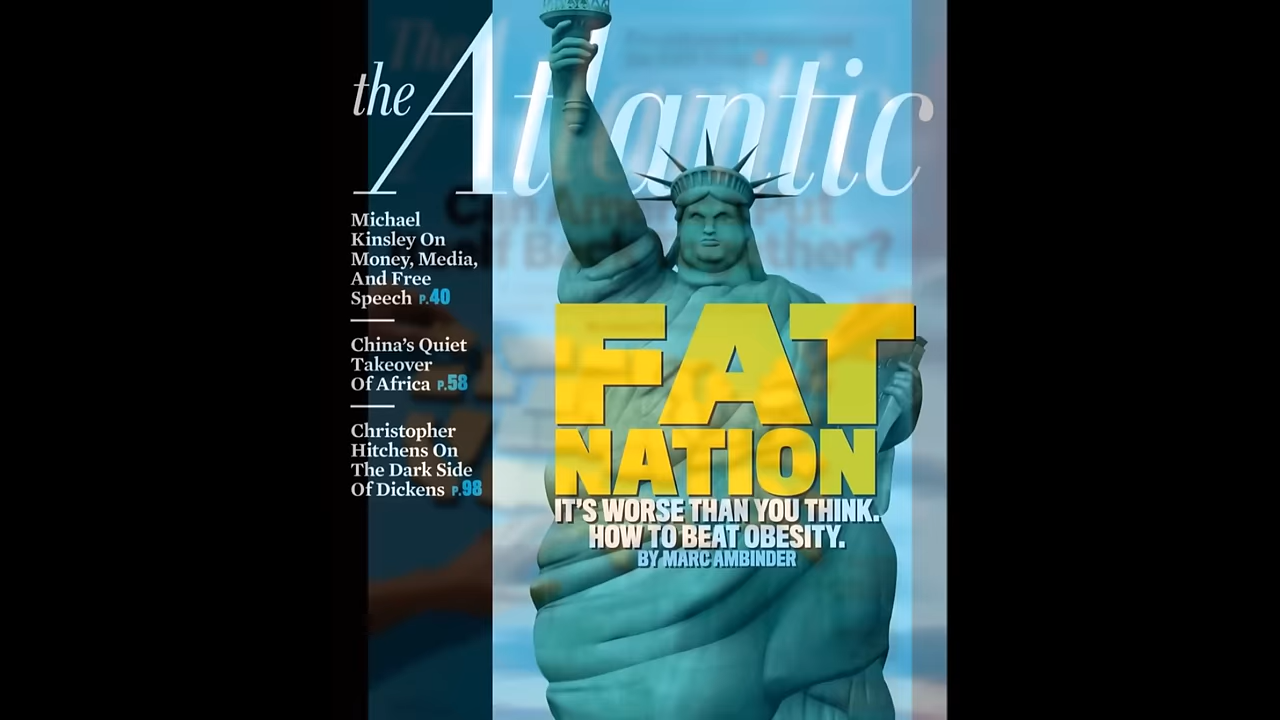 the Atlantic
Michael
Kinsley On
Money, Media,
And Free
Speech P.40
China's Quiet
Takeover
Of Africa P.58
Christopher
Hitchens On
The Dark Side
Of Dickens P.98
FAT
NATION
IT'S WORSE THAN YOU THINK.
HOW TO BEAT OBESITY.
BY MARC AMBINDER